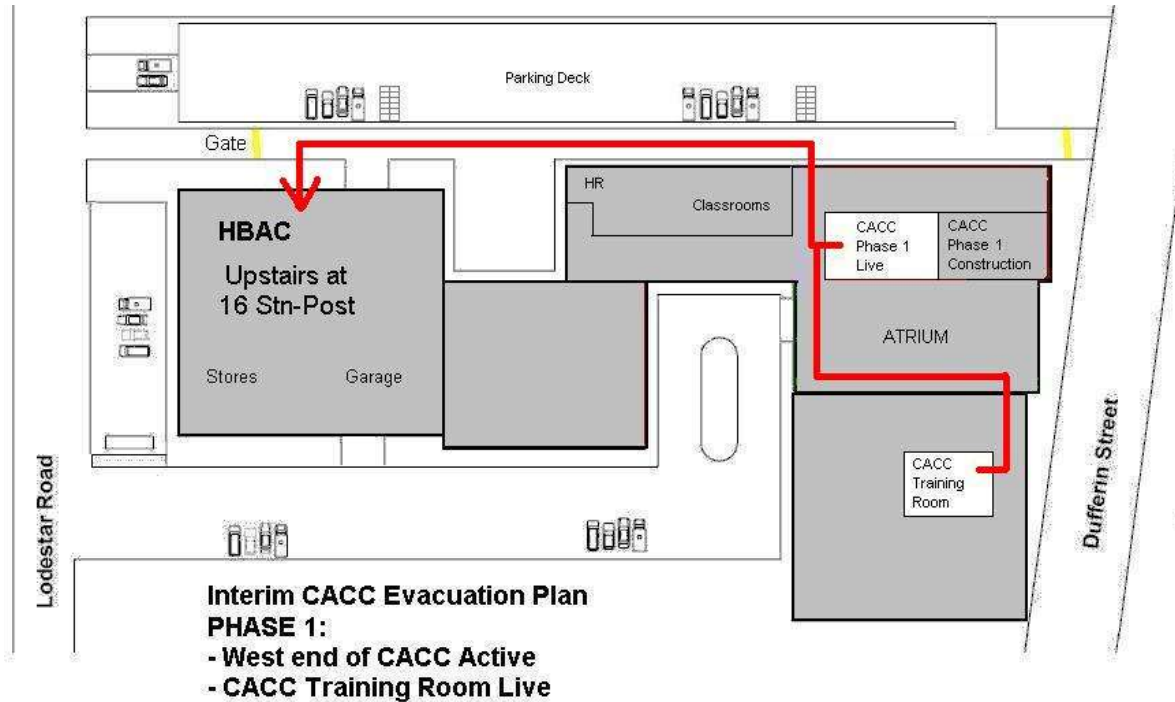 Parking Deck
Gate
HR
Classrooms
CACC
Phase 1
Live
CACC
Phase 1
Construction
HBAC
Upstairs at
16 Stn-Post
ATRIUM
Stores
Garage
CACC
Training
Room
Lodestar Road
Dufferin Street
Interim CACC Evacuation Plan
PHASE 1:
- West end of CACC Active
- CACC Training Room Live